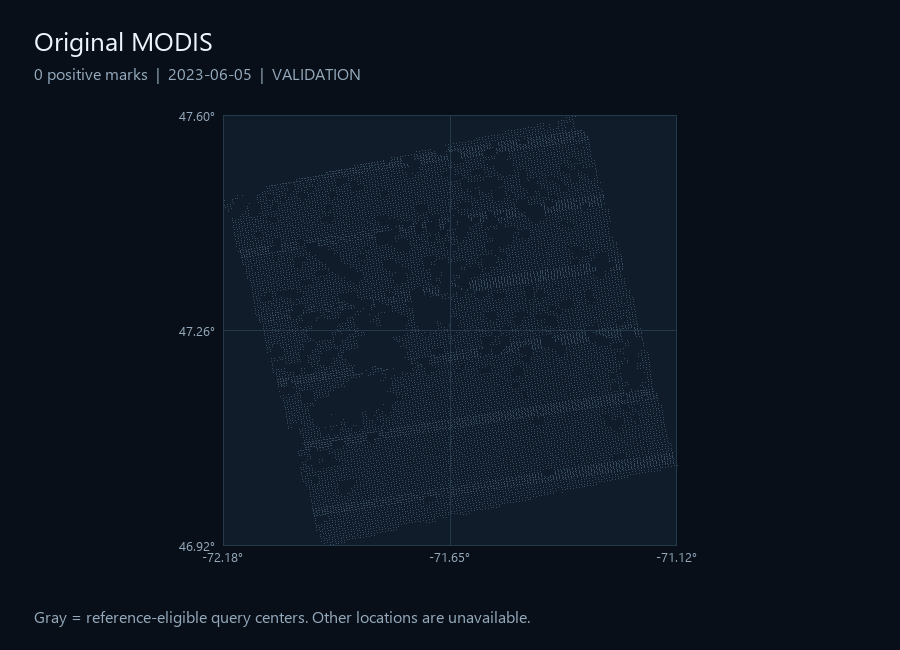 Original MODIS
0 positive marks | 2023-06-05 | VALIDATION
47.60°
47.26°
46.92°
-72.18°
-71.65°
-71.12°
Gray = reference-eligible query centers. Other locations are unavailable.